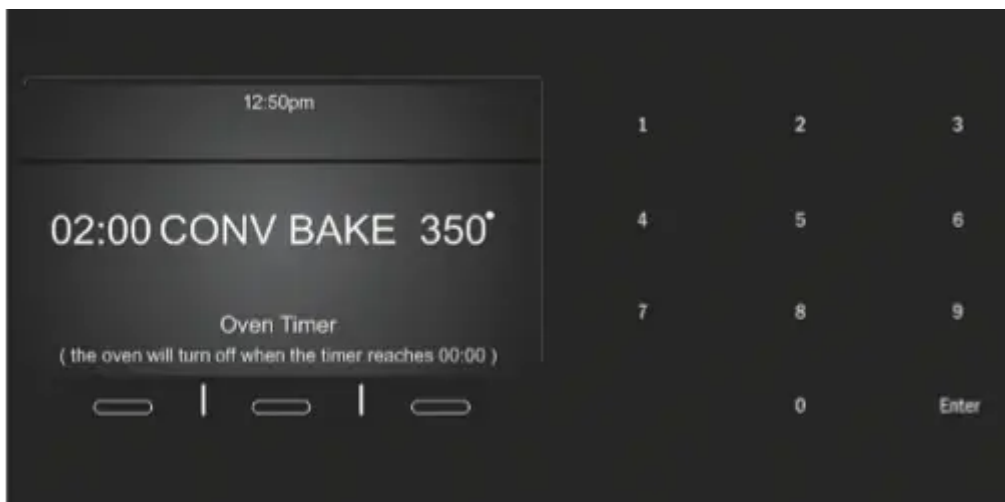 12:50pm
02:00 CONV BAKE 350°
Oven Timer
( the oven will turn off when the timer reaches 00:00 )
1 2 3
4 5 6
7 8 9
0 Enter